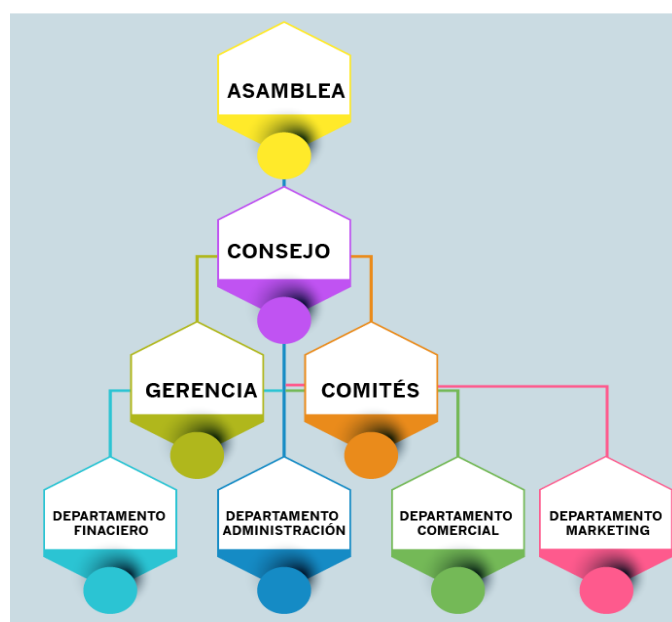 ASAMBLEA
CONSEJO
GERENCIA
COMITÉS
DEPARTAMENTO
FINACIERO
DEPARTAMENTO
ADMINISTRACIÓN
DEPARTAMENTO
COMERCIAL
DEPARTAMENTO
MARKETING